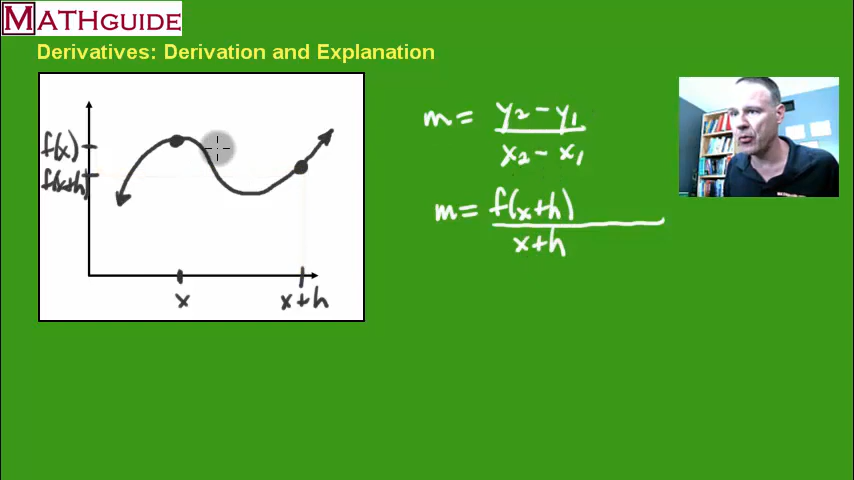 MATHGUIDE
Derivatives: Derivation and Explanation
f(x)
f(x+h)
x
x+h
m = y₂ - y₁
x₂ - x₁
m = f(x+h)
x+h